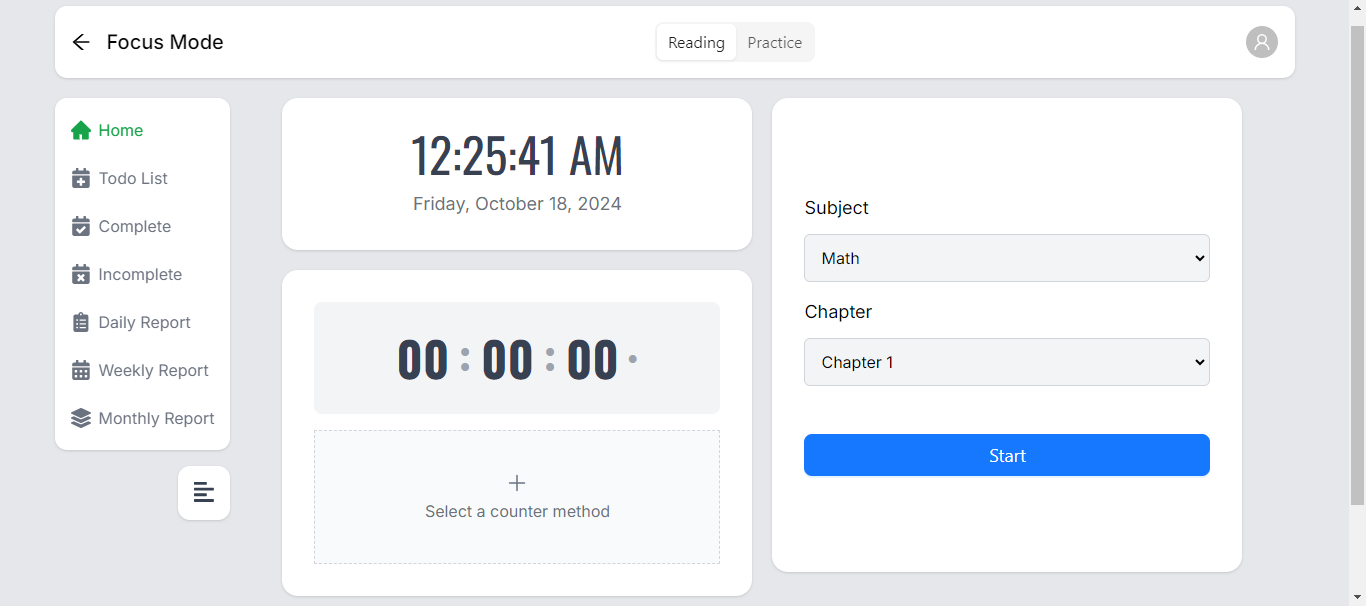 Focus Mode
Reading
Practice
Home
Todo List
Complete
Incomplete
Daily Report
Weekly Report
Monthly Report
12:25:41 AM
Friday, October 18, 2024
00 : 00 : 00
Select a counter method
Subject
Math
Chapter
Chapter 1
Start